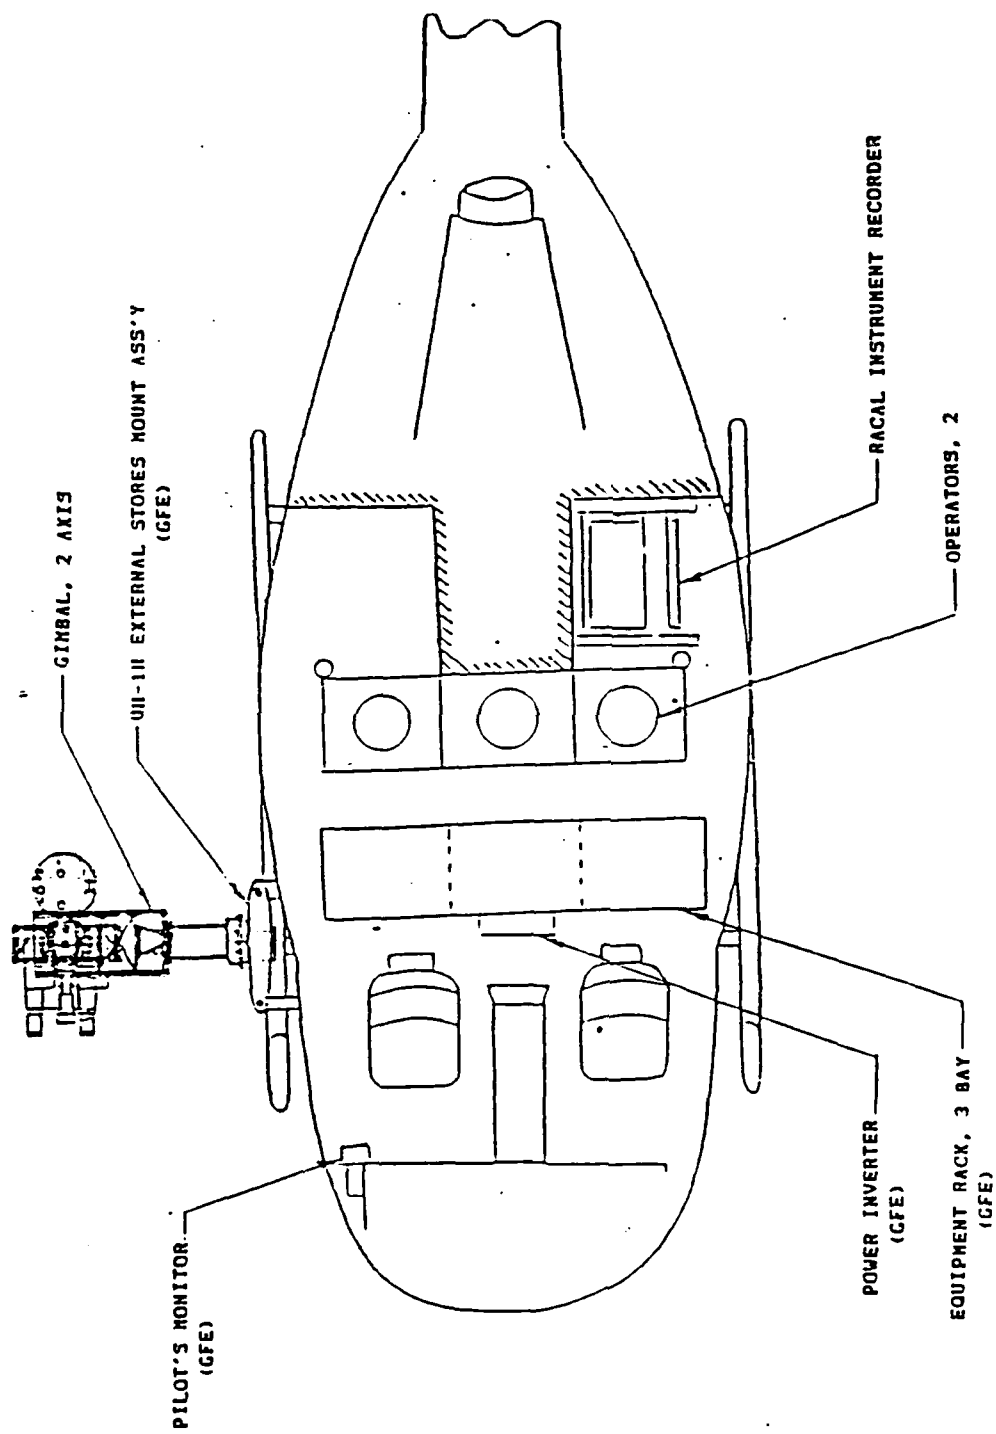 GIMBAL, 2 AXIS
UH-1H EXTERNAL STORES MOUNT ASS'Y
(GFE)
PILOT'S MONITOR
(GFE)
RACAL INSTRUMENT RECORDER
OPERATORS, 2
POWER INVERTER
(GFE)
EQUIPMENT RACK, 3 BAY
(GFE)